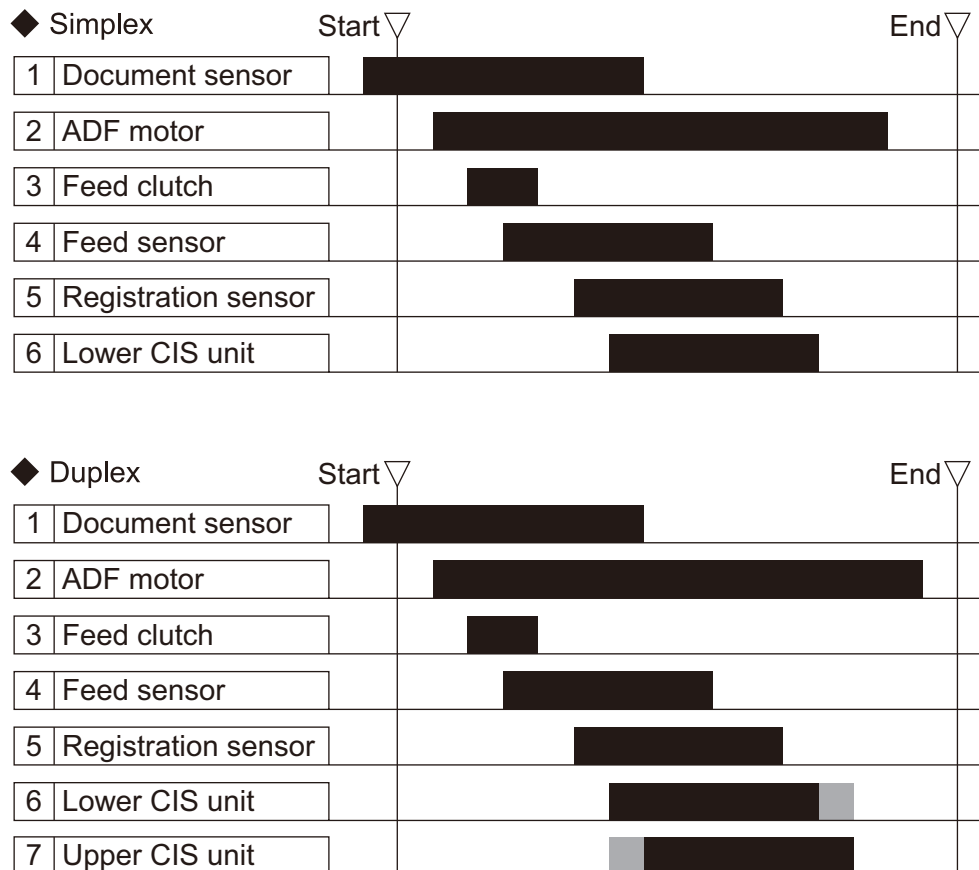 ◆ Simplex
Start ▽ End ▽
1 Document sensor
2 ADF motor
3 Feed clutch
4 Feed sensor
5 Registration sensor
6 Lower CIS unit
◆ Duplex
Start ▽ End ▽
1 Document sensor
2 ADF motor
3 Feed clutch
4 Feed sensor
5 Registration sensor
6 Lower CIS unit
7 Upper CIS unit